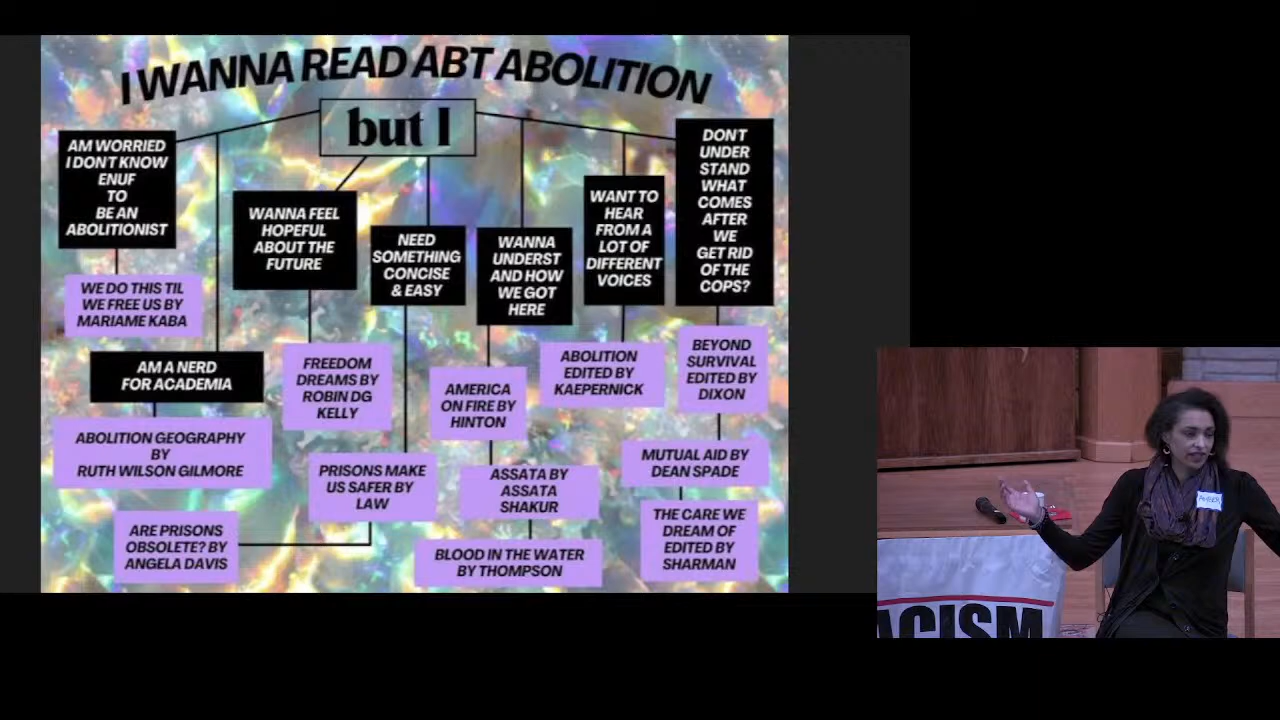 I WANNA READ ABT ABOLITION
but I
AM WORRIED
I DON'T KNOW
ENUF
TO
BE AN
ABOLITIONIST
WE DO THIS TIL
WE FREE US BY
MARIAME KABA
AM A NERD
FOR ACADEMIA
ABOLITION GEOGRAPHY
BY
RUTH WILSON GILMORE
WANNA FEEL
HOPEFUL
ABOUT THE
FUTURE
FREEDOM
DREAMS BY
ROBIN DG
KELLY
NEED
SOMETHING
CONCISE
& EASY
PRISONS MAKE
US SAFER BY
LAW
ARE PRISONS
OBSOLETE? BY
ANGELA DAVIS
WANNA
UNDERST
AND HOW
WE GOT
HERE
AMERICA
ON FIRE BY
HINTON
ASSATA BY
ASSATA
SHAKUR
BLOOD IN THE WATER
BY THOMPSON
WANT TO
HEAR
FROM A
LOT OF
DIFFERENT
VOICES
ABOLITION
EDITED BY
KAEPERNICK
DON'T
UNDER
STAND
WHAT
COMES
AFTER
WE
GET RID
OF THE
COPS?
BEYOND
SURVIVAL
EDITED BY
DIXON
MUTUAL AID BY
DEAN SPADE
THE CARE WE
DREAM OF
EDITED BY
SHARMAN
ACISM